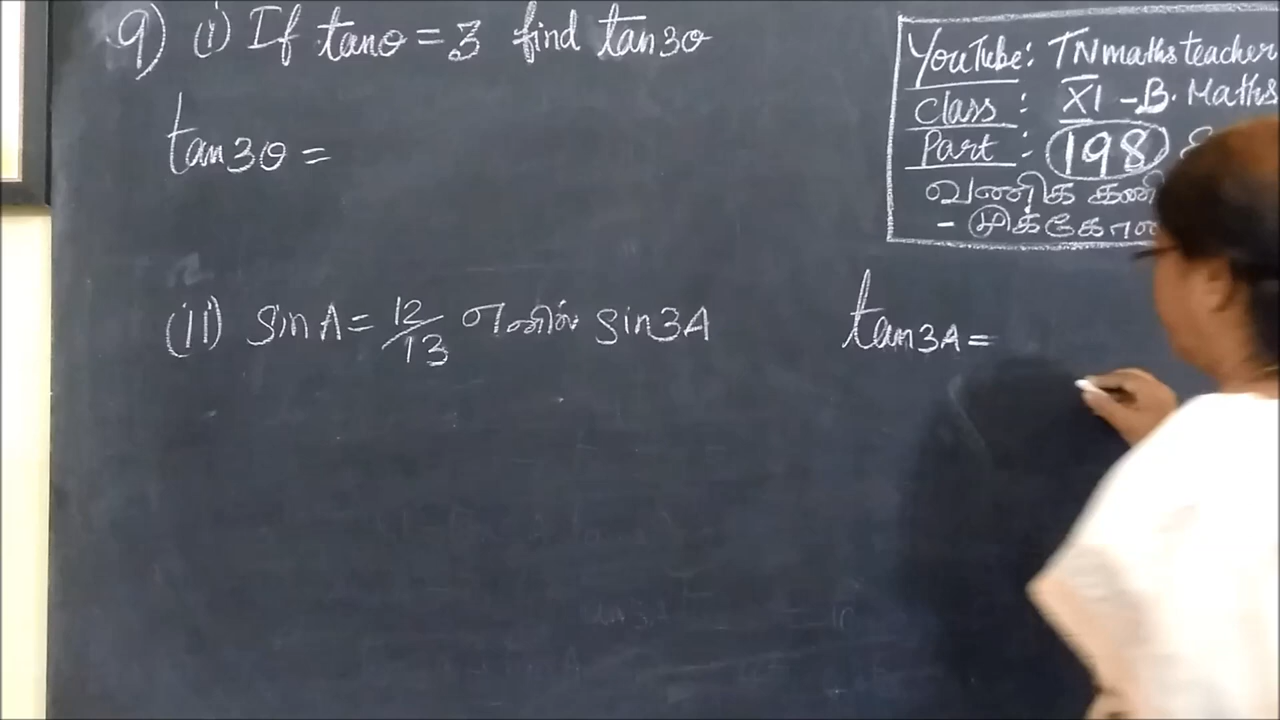 9) (i) If tanθ = 3 find tan3θ
tan3θ =
(ii) sin A = 12/13 எனில் sin3A
tan3A =
YouTube: TNmathsteacher
Class : XI - B. Maths
Part : 198
வணிக
-